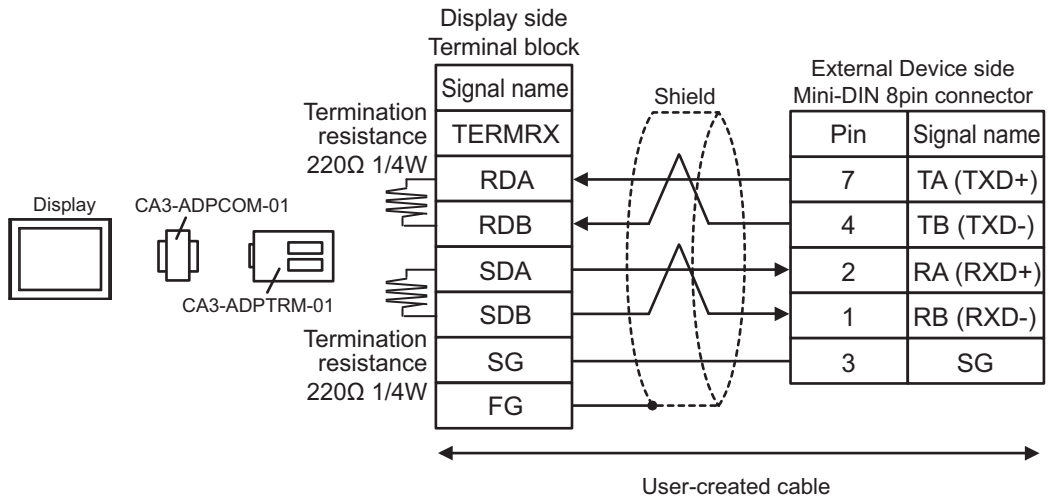 Display side
Terminal block
Signal name
TERMRX
RDA
RDB
SDA
SDB
SG
FG
Termination
resistance
220Ω 1/4W
Termination
resistance
220Ω 1/4W
Display
CA3-ADPCOM-01
CA3-ADPTRM-01
Shield
External Device side
Mini-DIN 8pin connector
Pin Signal name
7 TA (TXD+)
4 TB (TXD-)
2 RA (RXD+)
1 RB (RXD-)
3 SG
User-created cable